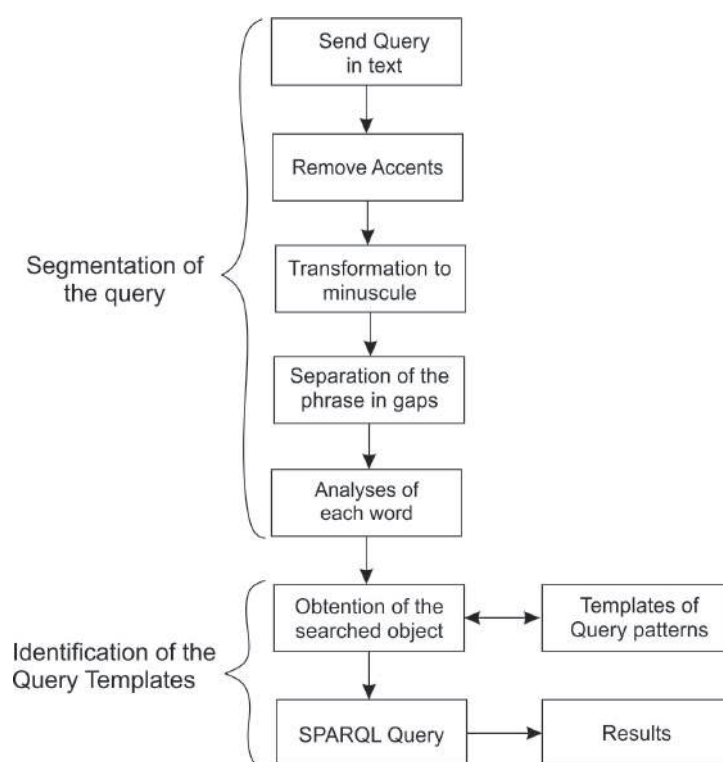 Send Query
in text
Remove Accents
Segmentation of
the query
Transformation to
minuscule
Separation of the
phrase in gaps
Analyses of
each word
Identification of the
Query Templates
Obtention of the
searched object
Templates of
Query patterns
SPARQL Query
Results